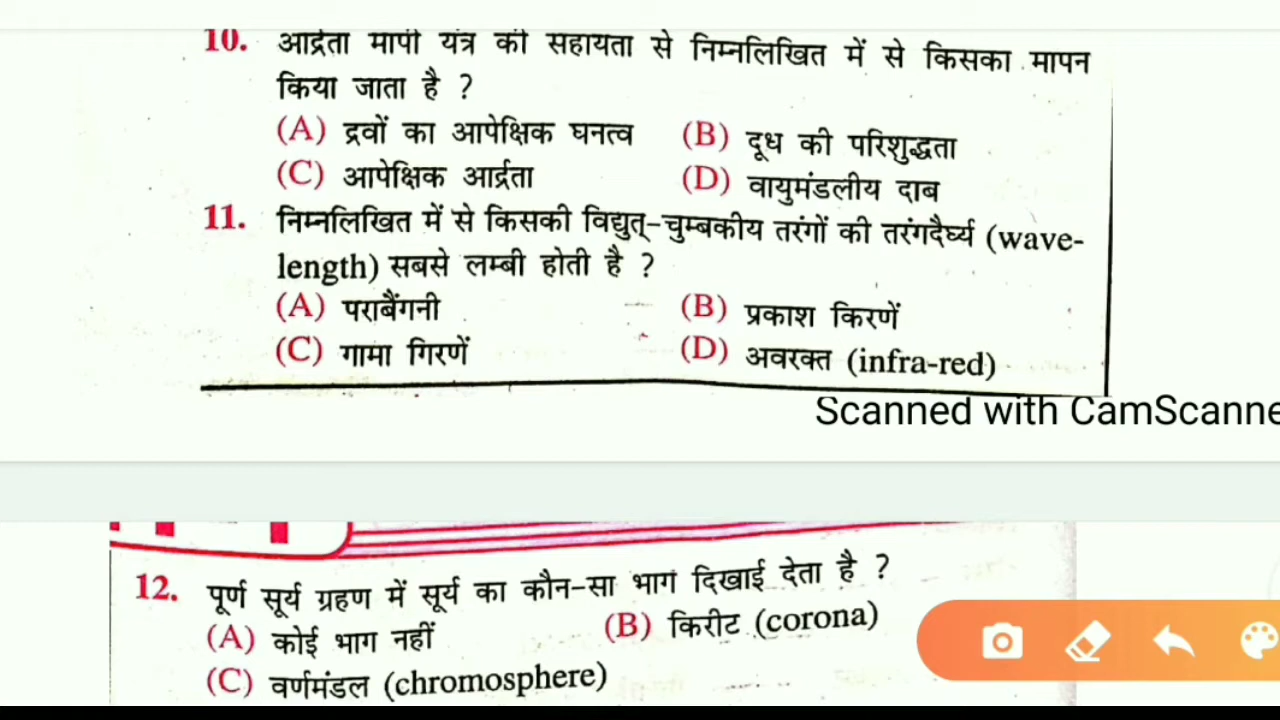 10. आर्द्रता मापी यंत्र की सहायता से निम्नलिखित में से किसका मापन
किया जाता है ?
(A) द्रवों का आपेक्षिक घनत्व (B) दूध की परिशुद्धता
(C) आपेक्षिक आर्द्रता (D) वायुमंडलीय दाब
11. निम्नलिखित में से किसकी विद्युत्-चुम्बकीय तरंगों की तरंगदैर्घ्य (wave-
length) सबसे लम्बी होती है ?
(A) पराबैंगनी (B) प्रकाश किरणें
(C) गामा गिरणें (D) अवरक्त (infra-red)
Scanned with CamScanne
12. पूर्ण सूर्य ग्रहण में सूर्य का कौन-सा भाग दिखाई देता है ?
(A) कोई भाग नहीं (B) किरीट (corona)
(C) वर्णमंडल (chromosphere)